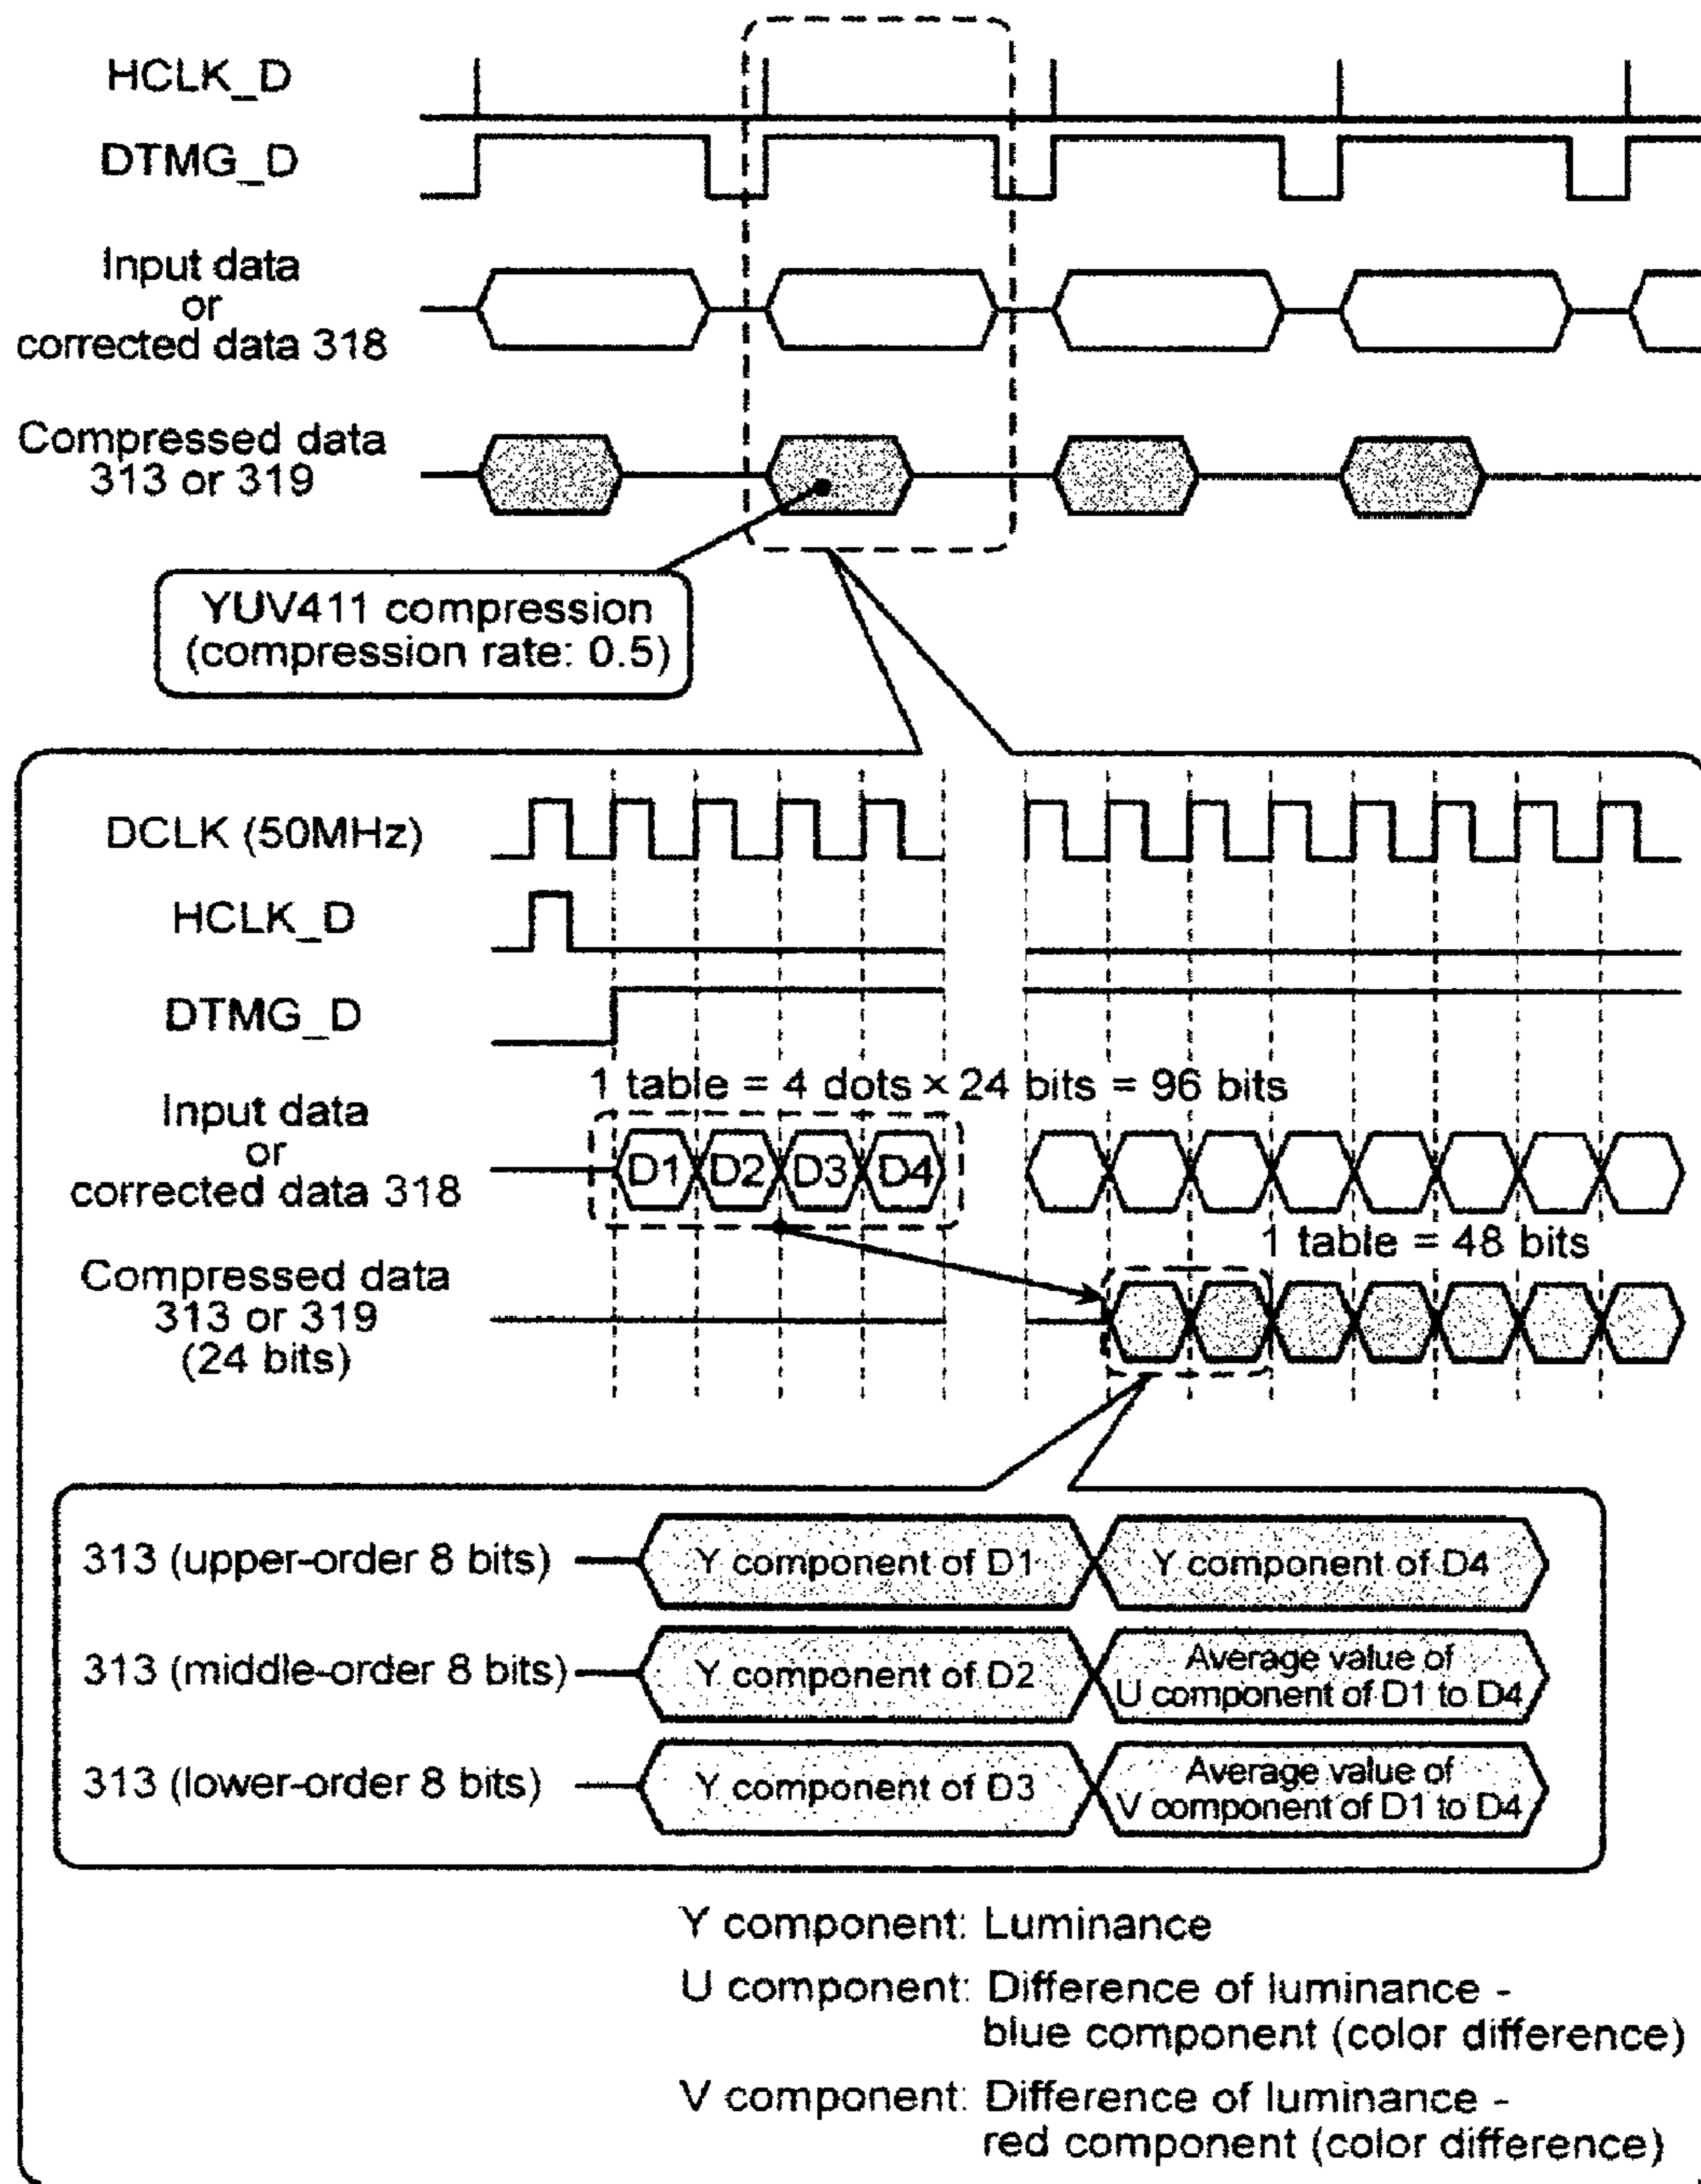 HCLK_D
DTMG_D
Input data
or
corrected data 318
Compressed data
313 or 319
YUV411 compression
(compression rate: 0.5)
DCLK (50MHz)
HCLK_D
DTMG_D
1 table = 4 dots × 24 bits = 96 bits
Input data
or
corrected data 318
D1 D2 D3 D4
1 table = 48 bits
Compressed data
313 or 319
(24 bits)
313 (upper-order 8 bits) Y component of D1 Y component of D4
313 (middle-order 8 bits) Y component of D2 Average value of
U component of D1 to D4
313 (lower-order 8 bits) Y component of D3 Average value of
V component of D1 to D4
Y component: Luminance
U component: Difference of luminance -
blue component (color difference)
V component: Difference of luminance -
red component (color difference)